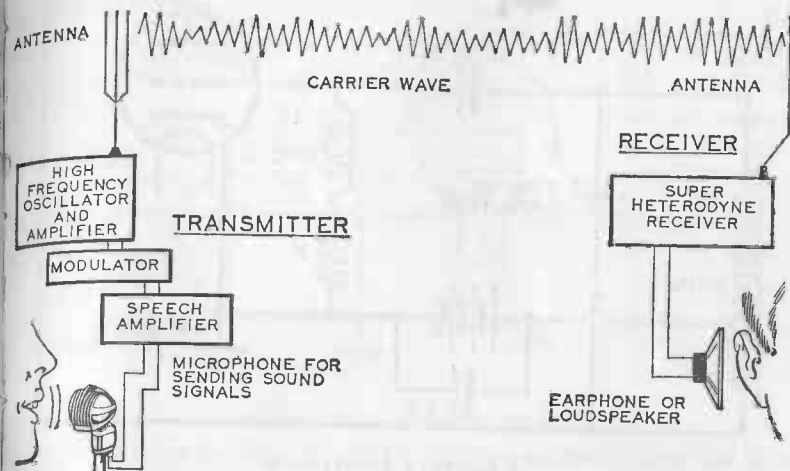 ANTENNA
CARRIER WAVE
ANTENNA
RECEIVER
HIGH
FREQUENCY
OSCILLATOR
AND
AMPLIFIER
TRANSMITTER
SUPER
HETERODYNE
RECEIVER
MODULATOR
SPEECH
AMPLIFIER
MICROPHONE FOR
SENDING SOUND
SIGNALS
EARPHONE OR
LOUDSPEAKER